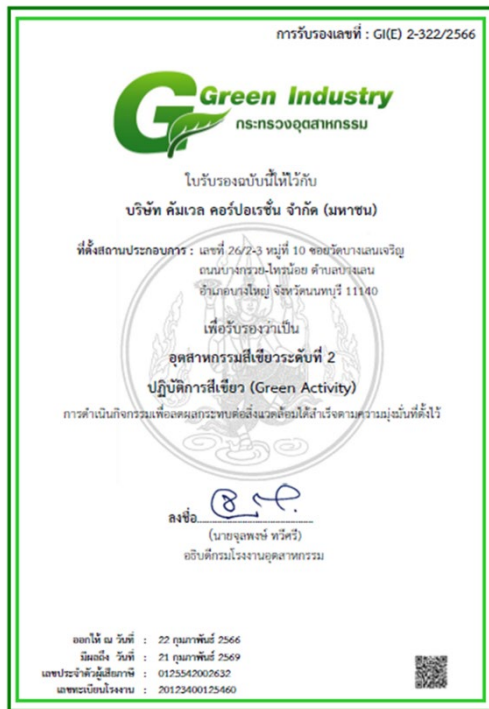 การรับรองเลขที่ : GI(E) 2-322/2566
Green Industry
กระทรวงอุตสาหกรรม
ใบรับรองฉบับนี้ให้ไว้กับ
บริษัท คัมเวล คอร์ปอเรชั่น จำกัด (มหาชน)
ที่ตั้งสถานประกอบการ : เลขที่ 26/2-3 หมู่ที่ 10 ซอยวัดบางเลนเจริญ
ถนนบางกรวย-ไทรน้อย ตำบลบางเลน
อำเภอบางใหญ่ จังหวัดนนทบุรี 11140
เพื่อรับรองว่าเป็น
อุตสาหกรรมสีเขียวระดับที่ 2
ปฏิบัติการสีเขียว (Green Activity)
การดำเนินกิจกรรมเพื่อลดผลกระทบต่อสิ่งแวดล้อมได้สำเร็จตามความมุ่งมั่นที่ตั้งไว้
ลงชื่อ
(นายจุลพงษ์ ทวีศรี)
อธิบดีกรมโรงงานอุตสาหกรรม
ออกให้ ณ วันที่ : 22 กุมภาพันธ์ 2566
มีผลถึง วันที่ : 21 กุมภาพันธ์ 2569
เลขประจำตัวผู้เสียภาษี : 0125542002632
เลขทะเบียนโรงงาน : 20123400125460